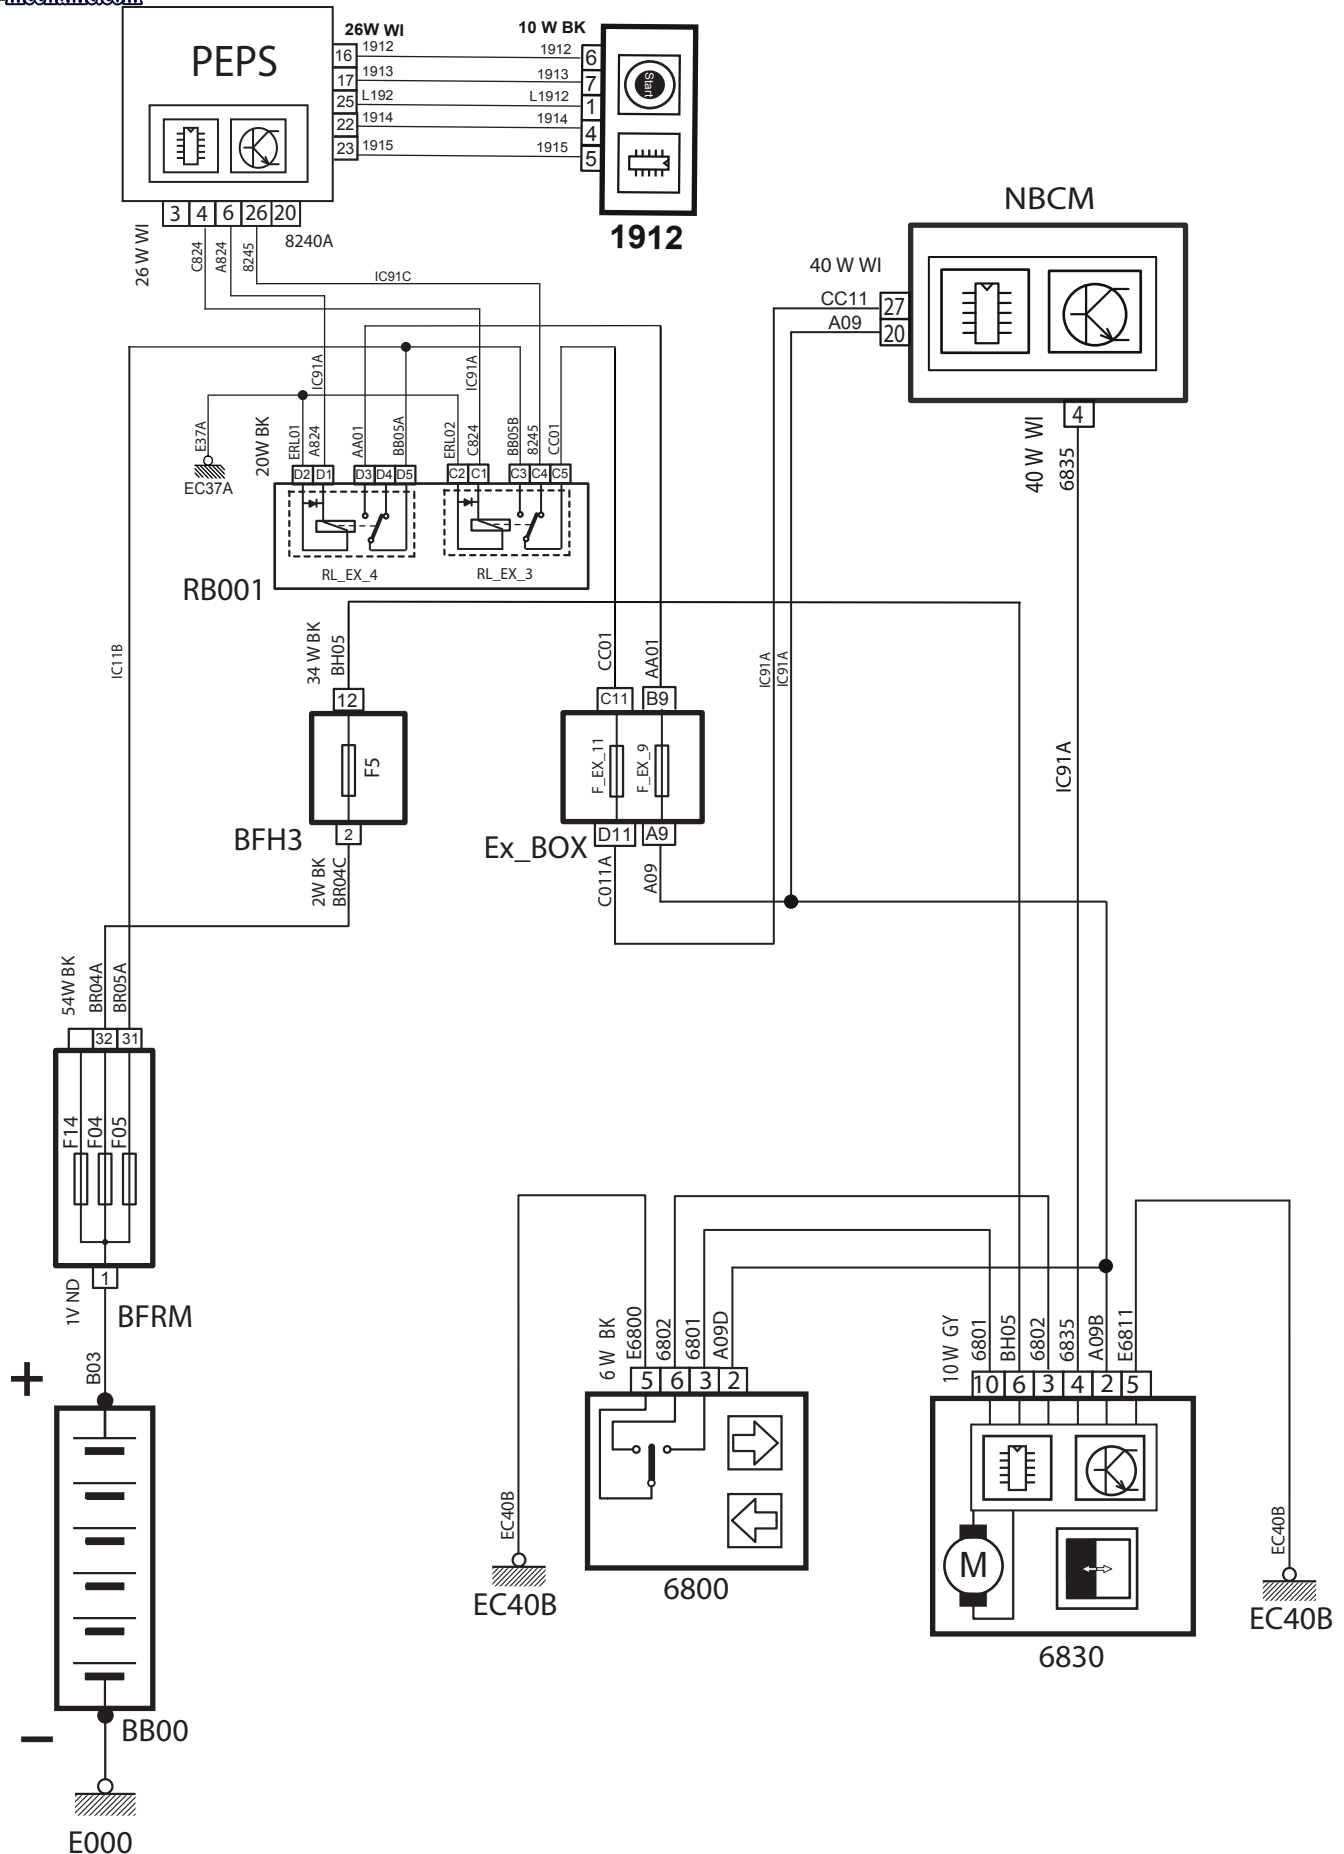 PEPS
26W WI
10 W BK
16 1912 1912 6
17 1913 1913 7
25 L192 L1912 1
22 1914 1914 4
23 1915 1915 5
Start
1912
3 4 6 26 20
8240A
26 W WI
C824
A824
8245
IC91C
NBCM
40 W WI
CC11 27
A09 20
4
40 W WI
6835
IC91A
IC91A
E37A
EC37A
20W BK
ERL01
A824
AA01
BB05A
ERL02
C824
BB05B
8245
CC01
D2 D1 D3 D4 D5 C2 C1 C3 C4 C5
RL_EX_4
RL_EX_3
RB001
IC11B
34 W BK
BH05
12
F5
2
BFH3
2W BK
BR04C
CC01
AA01
C11 B9
F_EX_11
F_EX_9
D11 A9
Ex_BOX
C011A
A09
IC91A
IC91A
IC91A
54W BK
BR04A
BR05A
32 31
F14
F04
F05
1
1V ND
BFRM
B03
+
BB00
−
E000
6 W BK
E6800
6802
6801
A09D
5 6 3 2
EC40B
EC40B
6800
10 W GY
6801
BH05
6802
6835
A09B
E6811
10 6 3 4 2 5
M
6830
EC40B
EC40B